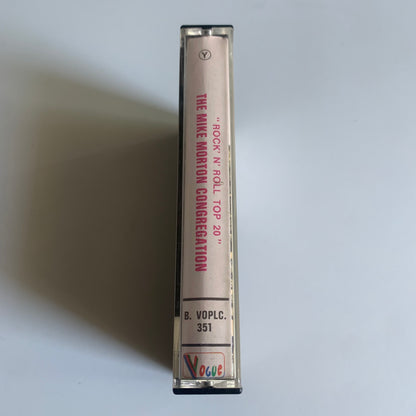 Y
"ROCK' N' ROLL TOP 20"
THE MIKE MORTON CONGREGATION
B. VOPLC.
351
VOGUE